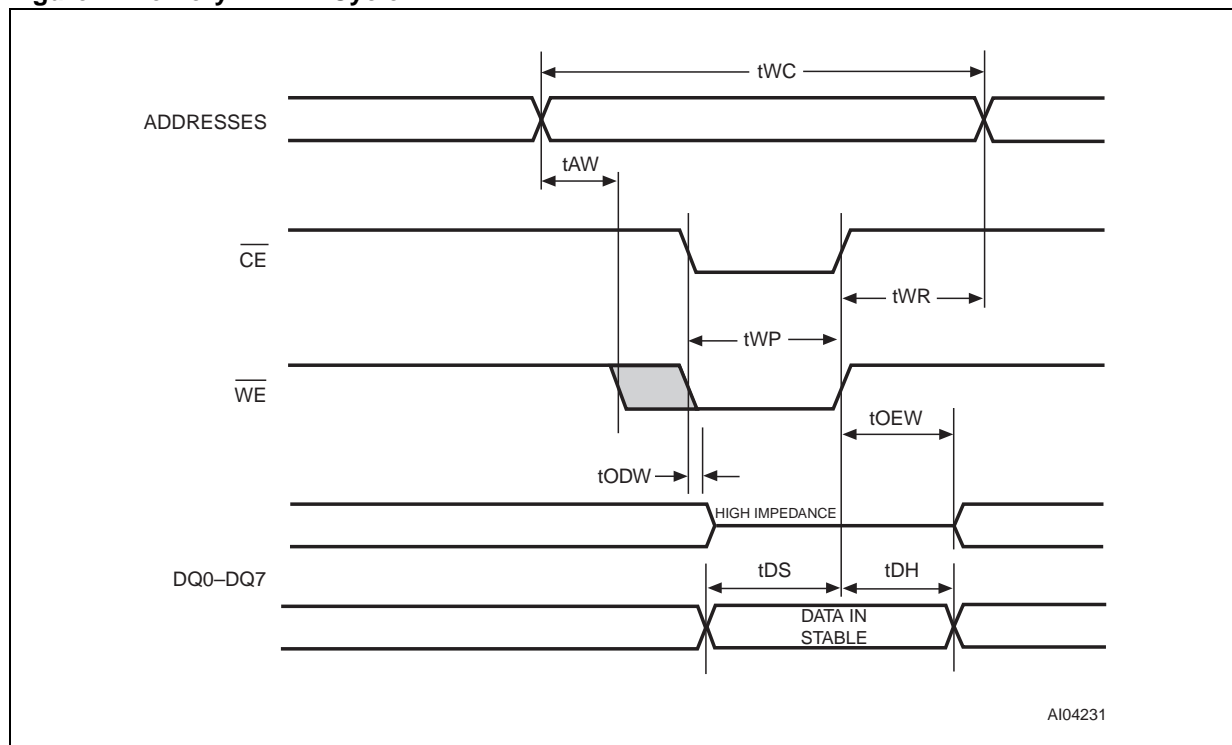 tWC
ADDRESSES
tAW
CE
tWR
tWP
WE
tOEW
tODW
HIGH IMPEDANCE
DQ0–DQ7
tDS
tDH
DATA IN
STABLE
AI04231